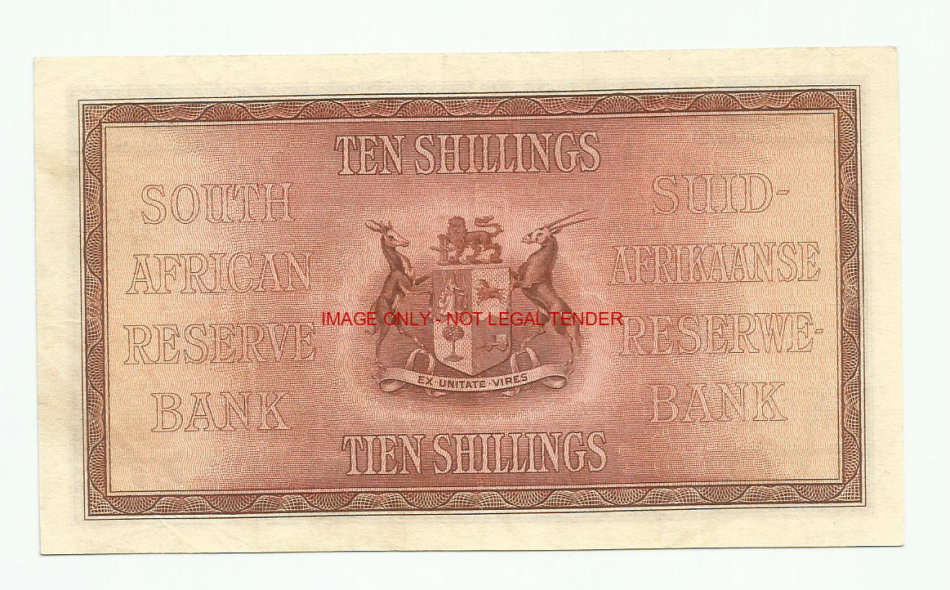 TEN SHILLINGS
SOUTH
AFRICAN
RESERVE
BANK
SUID-
AFRIKAANSE
RESERWE-
BANK
IMAGE ONLY - NOT LEGAL TENDER
EX·UNITATE·VIRES
TIEN SHILLINGS